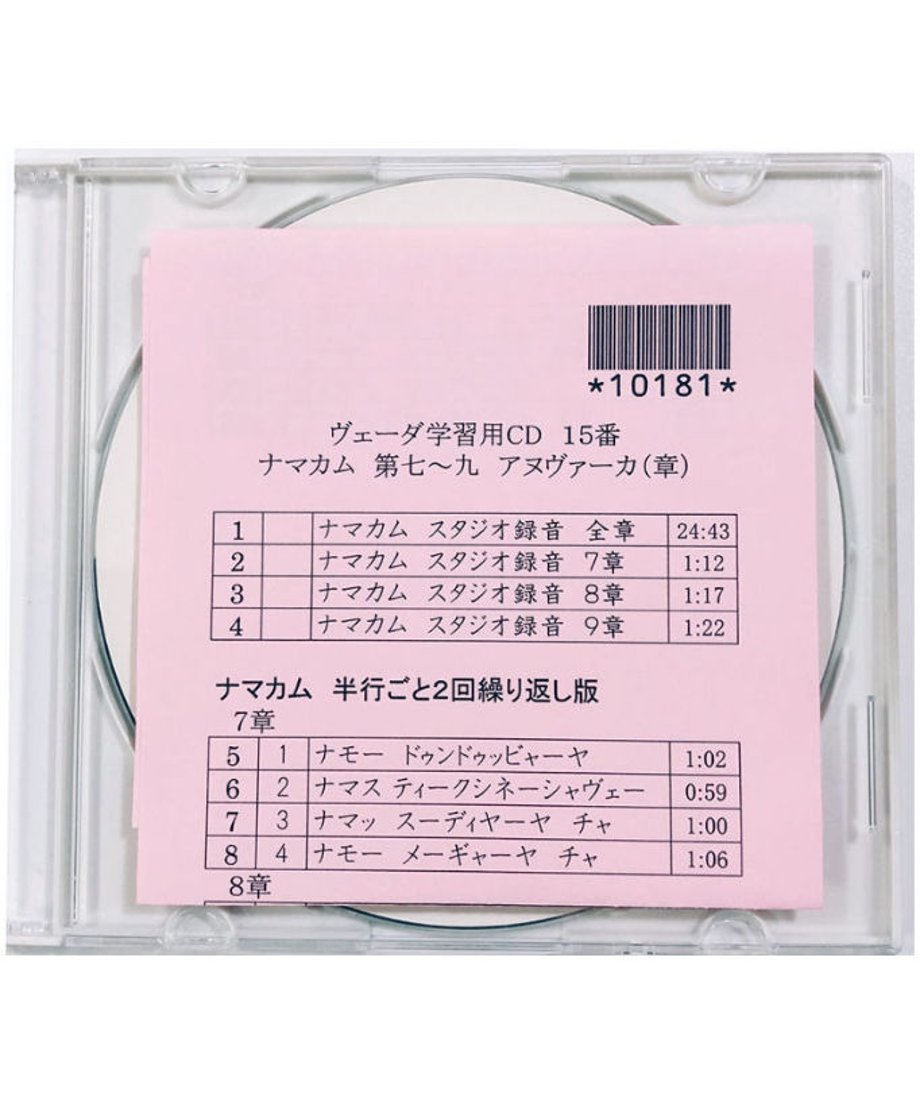 *10181*
ヴェーダ学習用CD 15番
ナマカム 第七～九 アヌヴァーカ(章)
1 ナマカム スタジオ録音 全章 24:43
2 ナマカム スタジオ録音 7章 1:12
3 ナマカム スタジオ録音 8章 1:17
4 ナマカム スタジオ録音 9章 1:22
ナマカム 半行ごと2回繰り返し版
7章
5 1 ナモー ドゥンドゥッビャーヤ 1:02
6 2 ナマス ティークシネーシャヴェー 0:59
7 3 ナマッ スーディヤーヤ チャ 1:00
8 4 ナモー メーギャーヤ チャ 1:06
8章